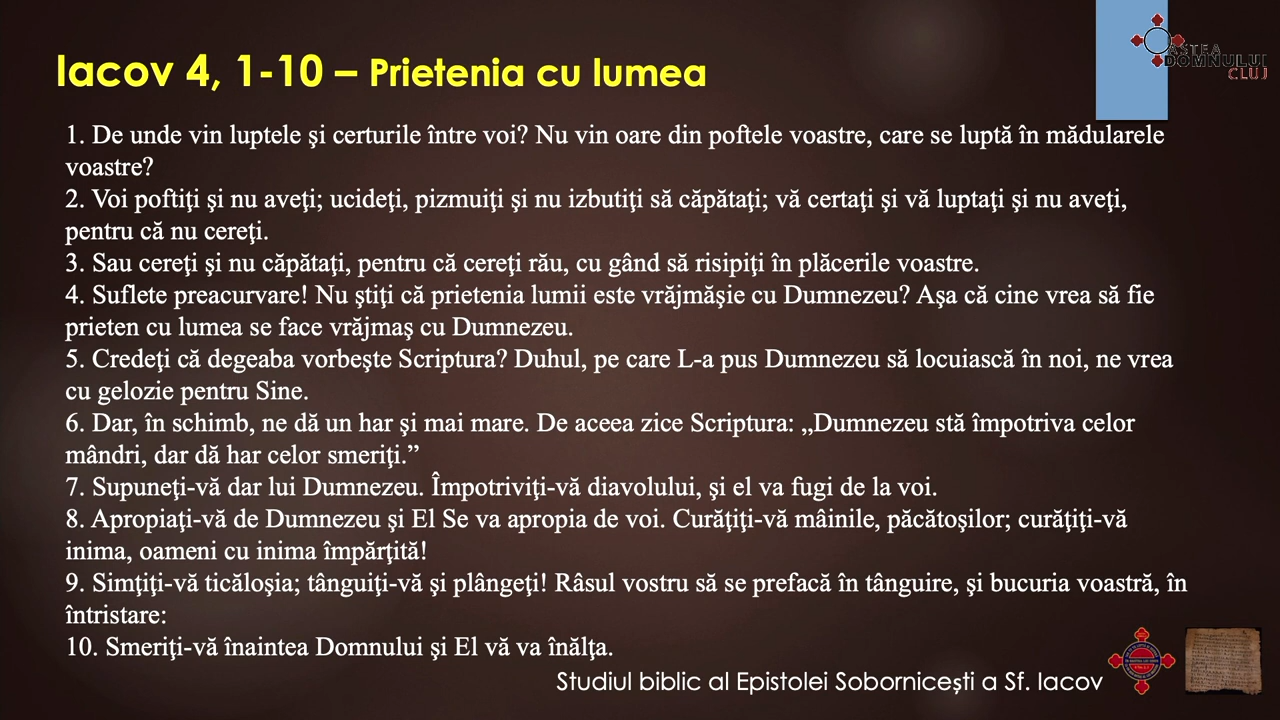 Iacov 4, 1-10 – Prietenia cu lumea
ASTEA
DOMNULUI
CLUJ
1. De unde vin luptele şi certurile între voi? Nu vin oare din poftele voastre, care se luptă în mădularele
voastre?
2. Voi poftiţi şi nu aveţi; ucideţi, pizmuiţi şi nu izbutiţi să căpătaţi; vă certaţi şi vă luptaţi şi nu aveţi,
pentru că nu cereţi.
3. Sau cereţi şi nu căpătaţi, pentru că cereţi rău, cu gând să risipiţi în plăcerile voastre.
4. Suflete preacurvare! Nu ştiţi că prietenia lumii este vrăjmăşie cu Dumnezeu? Aşa că cine vrea să fie
prieten cu lumea se face vrăjmaş cu Dumnezeu.
5. Credeţi că degeaba vorbeşte Scriptura? Duhul, pe care L-a pus Dumnezeu să locuiască în noi, ne vrea
cu gelozie pentru Sine.
6. Dar, în schimb, ne dă un har şi mai mare. De aceea zice Scriptura: „Dumnezeu stă împotriva celor
mândri, dar dă har celor smeriţi.”
7. Supuneţi-vă dar lui Dumnezeu. Împotriviţi-vă diavolului, şi el va fugi de la voi.
8. Apropiaţi-vă de Dumnezeu şi El Se va apropia de voi. Curăţiţi-vă mâinile, păcătoşilor; curăţiţi-vă
inima, oameni cu inima împărţită!
9. Simţiţi-vă ticăloşia; tânguiţi-vă şi plângeţi! Râsul vostru să se prefacă în tânguire, şi bucuria voastră, în
întristare:
10. Smeriţi-vă înaintea Domnului şi El vă va înălţa.
Studiul biblic al Epistolei Sobornicești a Sf. Iacov